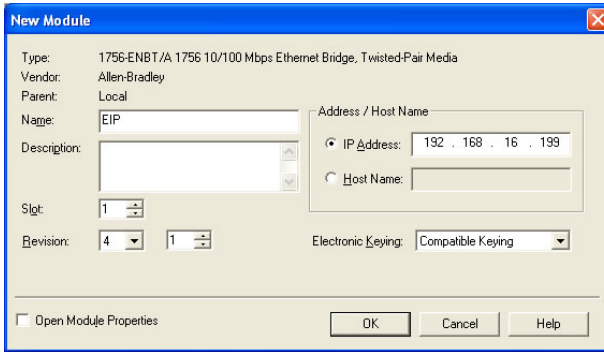 New Module
Type: 1756-ENBT/A 1756 10/100 Mbps Ethernet Bridge, Twisted-Pair Media
Vendor: Allen-Bradley
Parent: Local
Name: EIP
Description:
Address / Host Name
IP Address: 192 . 168 . 16 . 199
Host Name:
Slot: 1
Revision: 4 1
Electronic Keying: Compatible Keying
Open Module Properties
OK Cancel Help